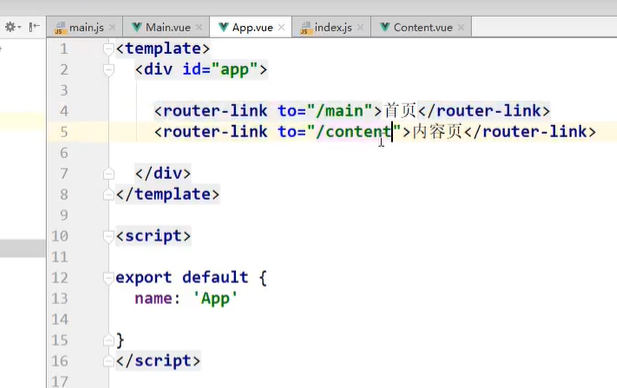 main.js Main.vue App.vue index.js Content.vue
1 <template>
2 <div id="app">
3
4 <router-link to="/main">首页</router-link>
5 <router-link to="/content">内容页</router-link>
6
7 </div>
8 </template>
9
10 <script>
11
12 export default {
13 name: 'App'
14
15 }
16 </script>
17